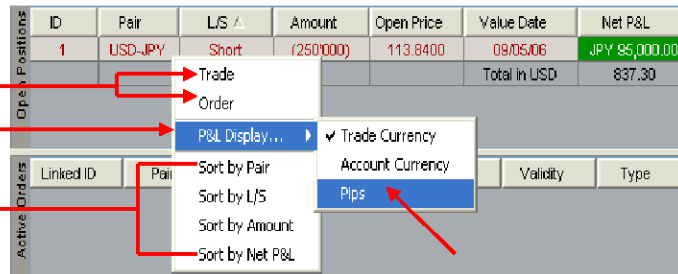 ID Pair L/S Amount Open Price Value Date Net P&L
1 USD-JPY Short (250'000) 113.8400 09/05/06 JPY 95,000.00
Total in USD 837.30
Open Positions
Trade
Order
P&L Display...
✓ Trade Currency
Account Currency
Pips
Sort by Pair
Sort by L/S
Sort by Amount
Sort by Net P&L
Linked ID Pai Validity Type
Active Orders